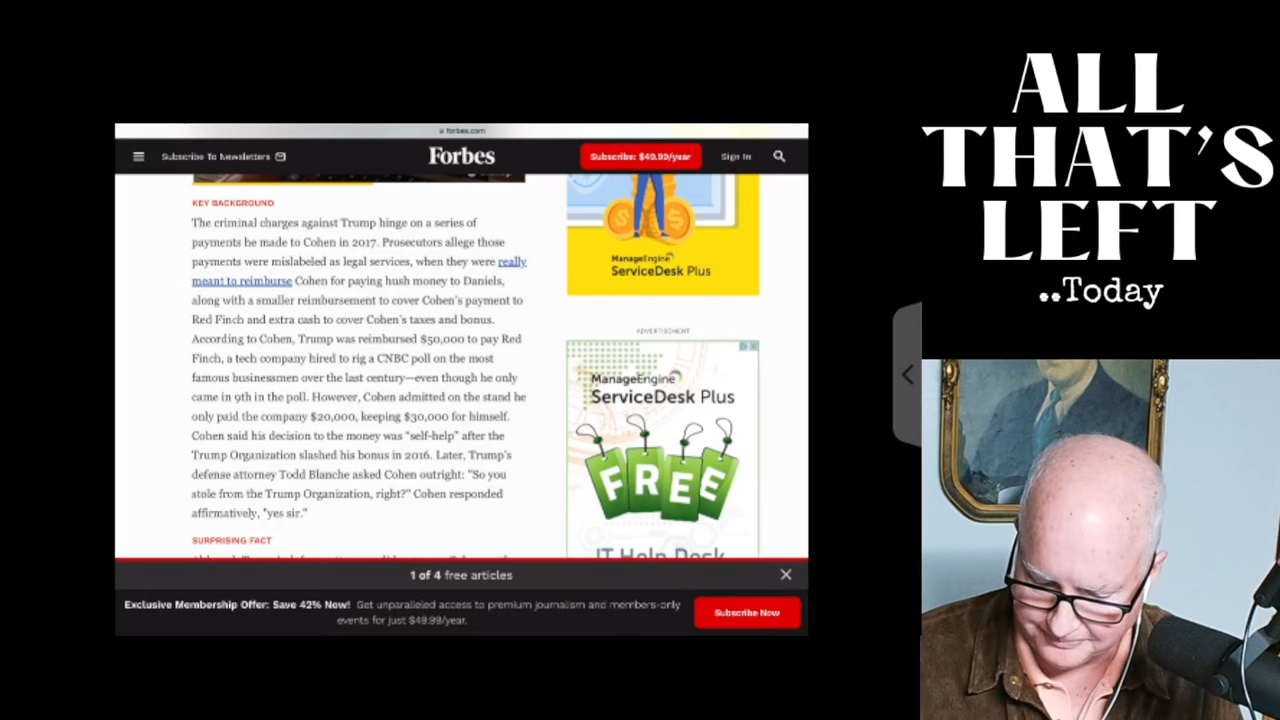 forbes.com
Subscribe To Newsletters
Forbes
Subscribe: $49.99/year
Sign In
KEY BACKGROUND
The criminal charges against Trump hinge on a series of
payments he made to Cohen in 2017. Prosecutors allege those
payments were mislabeled as legal services, when they were really
meant to reimburse Cohen for paying hush money to Daniels,
along with a smaller reimbursement to cover Cohen's payment to
Red Finch and extra cash to cover Cohen's taxes and bonus.
According to Cohen, Trump was reimbursed $50,000 to pay Red
Finch, a tech company hired to rig a CNBC poll on the most
famous businessmen over the last century—even though he only
came in 9th in the poll. However, Cohen admitted on the stand he
only paid the company $20,000, keeping $30,000 for himself.
Cohen said his decision to the money was "self-help" after the
Trump Organization slashed his bonus in 2016. Later, Trump's
defense attorney Todd Blanche asked Cohen outright: "So you
stole from the Trump Organization, right?" Cohen responded
affirmatively, "yes sir."
SURPRISING FACT
ManageEngine
ServiceDesk Plus
ADVERTISEMENT
ManageEngine
ServiceDesk Plus
FREE
IT Help Desk
1 of 4 free articles
Exclusive Membership Offer: Save 42% Now! Get unparalleled access to premium journalism and members-only
events for just $49.99/year.
Subscribe Now
ALL
THAT'S
LEFT
..Today